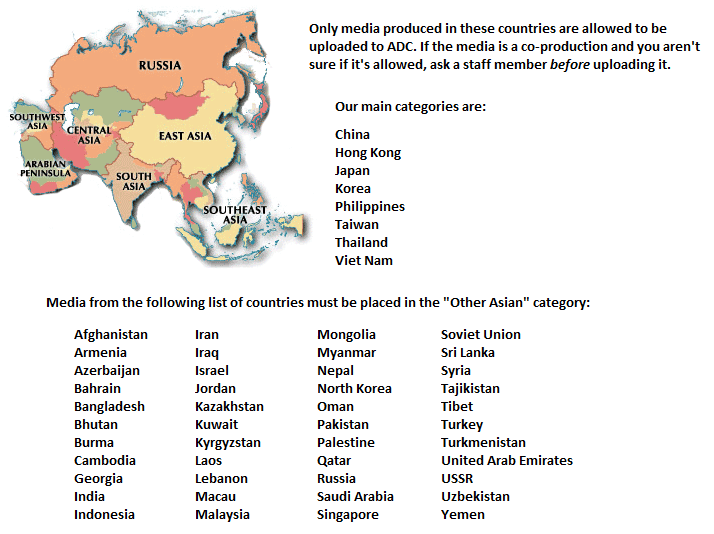 Only media produced in these countries are allowed to be
uploaded to ADC. If the media is a co-production and you aren't
sure if it's allowed, ask a staff member before uploading it.
RUSSIA
SOUTHWEST
ASIA
CENTRAL
ASIA
EAST ASIA
ARABIAN
PENINSULA
SOUTH
ASIA
SOUTHEAST
ASIA
Our main categories are:
China
Hong Kong
Japan
Korea
Philippines
Taiwan
Thailand
Viet Nam
Media from the following list of countries must be placed in the "Other Asian" category:
Afghanistan
Armenia
Azerbaijan
Bahrain
Bangladesh
Bhutan
Burma
Cambodia
Georgia
India
Indonesia
Iran
Iraq
Israel
Jordan
Kazakhstan
Kuwait
Kyrgyzstan
Laos
Lebanon
Macau
Malaysia
Mongolia
Myanmar
Nepal
North Korea
Oman
Pakistan
Palestine
Qatar
Russia
Saudi Arabia
Singapore
Soviet Union
Sri Lanka
Syria
Tajikistan
Tibet
Turkey
Turkmenistan
United Arab Emirates
USSR
Uzbekistan
Yemen